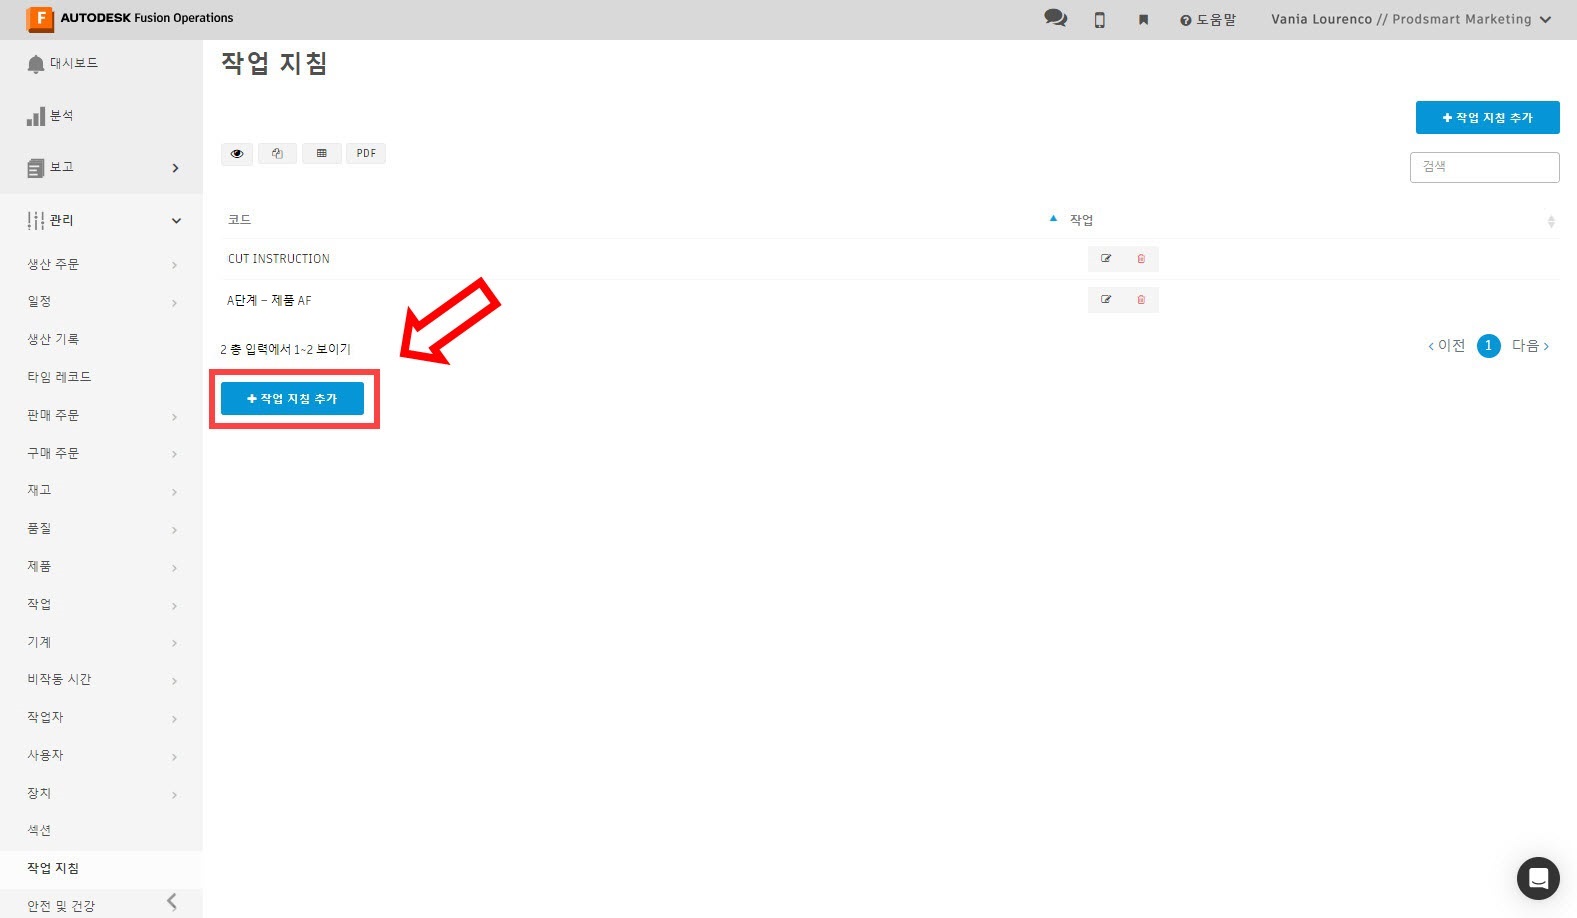 F AUTODESK Fusion Operations
도움말
Vania Lourenco // Prodsmart Marketing
대시보드
분석
보고
관리
생산 주문
일정
생산 기록
타임 레코드
판매 주문
구매 주문
재고
품질
제품
작업
기계
비작동 시간
작업자
사용자
장치
섹션
작업 지침
안전 및 건강
작업 지침
+ 작업 지침 추가
PDF
검색
코드
작업
CUT INSTRUCTION
A단계 – 제품 AF
2 총 입력에서 1~2 보이기
‹ 이전 1 다음 ›
+ 작업 지침 추가